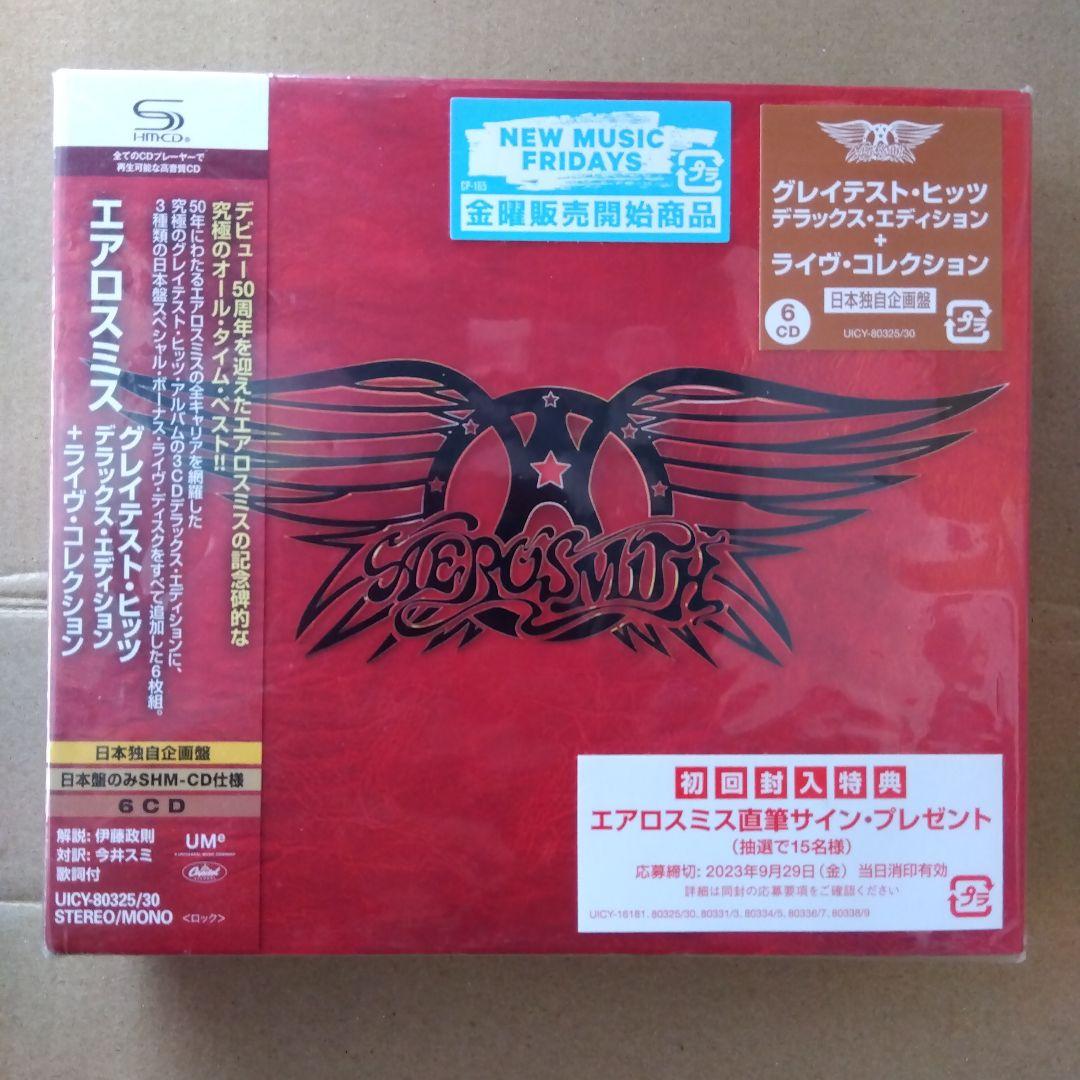 SHM-CD®
全てのCDプレーヤーで
再生可能な高音質CD
デビュー50周年を迎えたエアロスミスの記念碑的な
究極のオール・タイム・ベスト!!
50年にわたるエアロスミスの全キャリアを網羅した
究極のグレイテスト・ヒッツ・アルバムの3CDデラックス・エディションに、
3種類の日本盤スペシャル・ボーナス・ライヴ・ディスクをすべて追加した6枚組。
エアロスミス
グレイテスト・ヒッツ
デラックス・エディション
+ライヴ・コレクション
日本独自企画盤
日本盤のみSHM-CD仕様
6CD
解説: 伊藤政則
対訳: 今井スミ
歌詞付
UMe
A UNIVERSAL MUSIC COMPANY
Capitol
UICY-80325/30
STEREO/MONO
<ロック>
NEW MUSIC
FRIDAYS
CP-165
プラ
金曜販売開始商品
AEROSMITH
グレイテスト・ヒッツ
デラックス・エディション
+
ライヴ・コレクション
6
CD
日本独自企画盤
UICY-80325/30
プラ
AEROSMITH
初回封入特典
エアロスミス直筆サイン・プレゼント
(抽選で15名様)
応募締切: 2023年9月29日(金) 当日消印有効
詳細は同封の応募要項をご確認ください
UICY-16181、80325/30、80331/3、80334/5、80336/7、80338/9
プラ